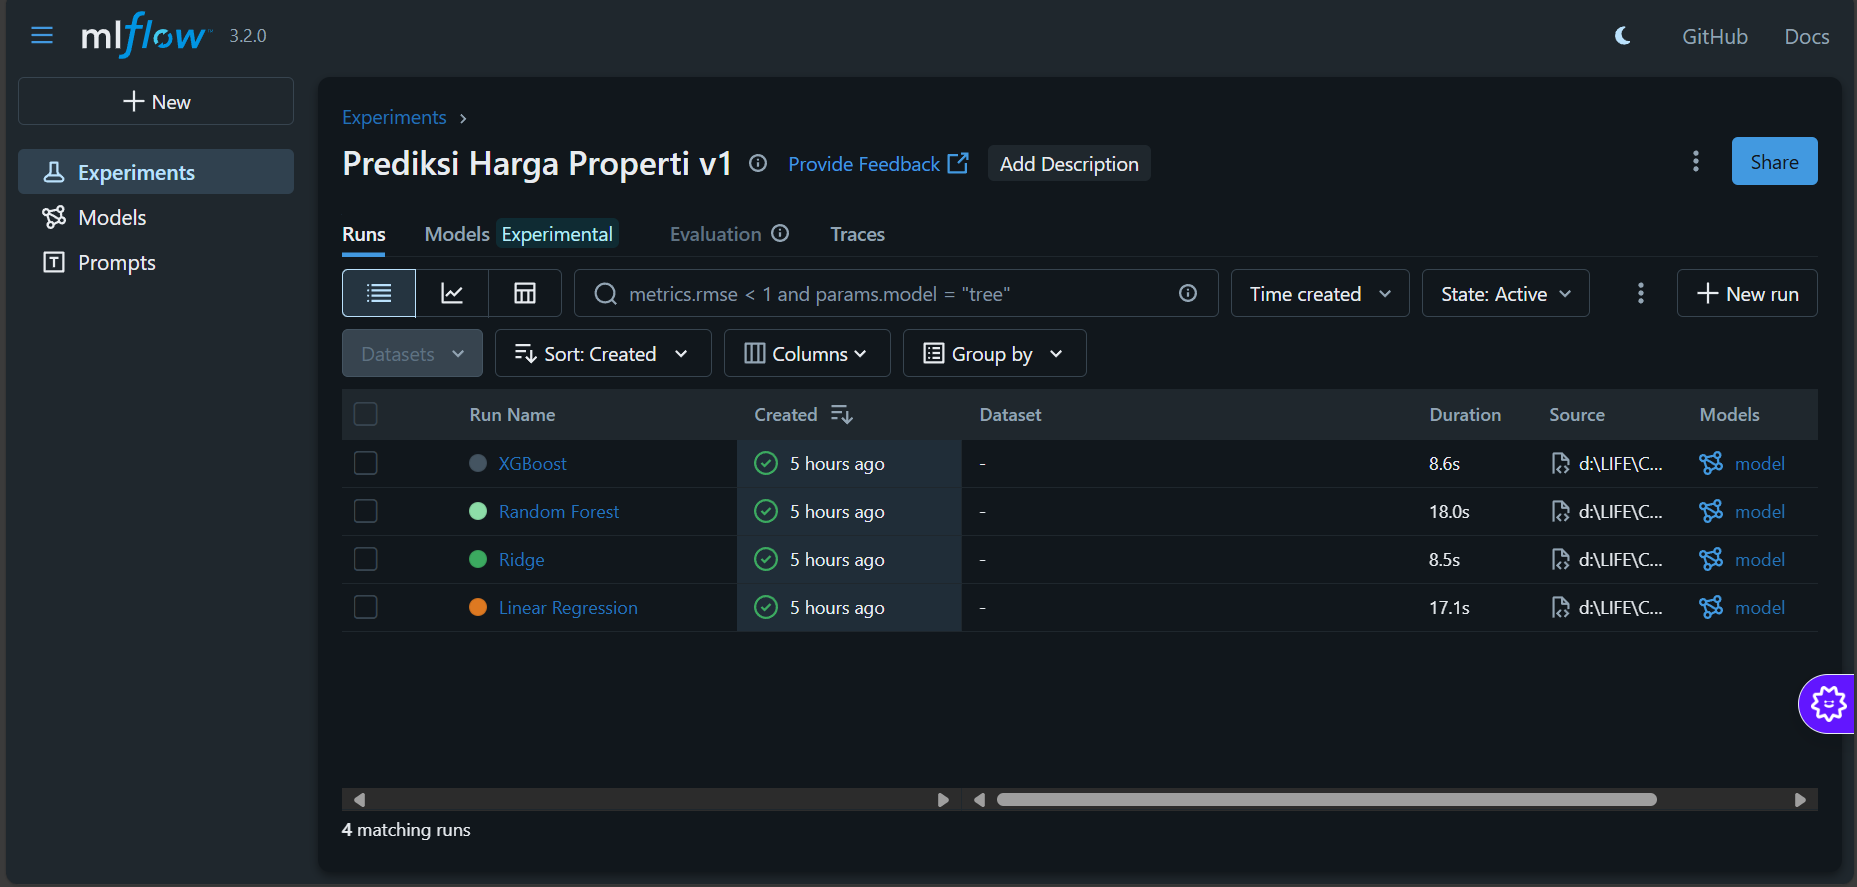 mlflow™ 3.2.0
GitHub
Docs
New
Experiments
Models
Prompts
Experiments
Prediksi Harga Properti v1
Provide Feedback
Add Description
Share
Runs
Models
Experimental
Evaluation
Traces
metrics.rmse < 1 and params.model = "tree"
Time created
State: Active
New run
Datasets
Sort: Created
Columns
Group by
Run Name Created Dataset Duration Source Models
XGBoost 5 hours ago - 8.6s d:\LIFE\C... model
Random Forest 5 hours ago - 18.0s d:\LIFE\C... model
Ridge 5 hours ago - 8.5s d:\LIFE\C... model
Linear Regression 5 hours ago - 17.1s d:\LIFE\C... model
4 matching runs